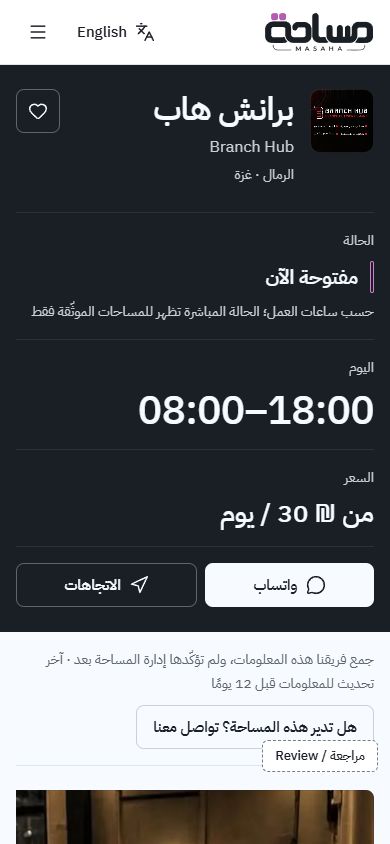 مساحة
MASAHA
English
برانش هاب
Branch Hub
الرمال · غزة
BRANCH HUB
الحالة
مفتوحة الآن
حسب ساعات العمل؛ الحالة المباشرة تظهر للمساحات الموثّقة فقط
اليوم
08:00–18:00
السعر
من ₪ 30 / يوم
واتساب
الاتجاهات
جمع فريقنا هذه المعلومات، ولم تؤكّدها إدارة المساحة بعد · آخر
تحديث للمعلومات قبل 12 يومًا
هل تدير هذه المساحة؟ تواصل معنا
مراجعة / Review